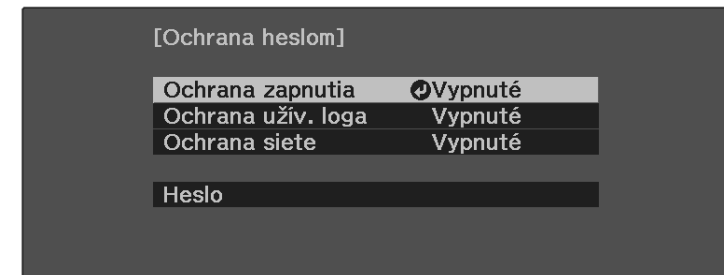 [Ochrana heslom]
Ochrana zapnutia Vypnuté
Ochrana užív. loga Vypnuté
Ochrana siete Vypnuté
Heslo